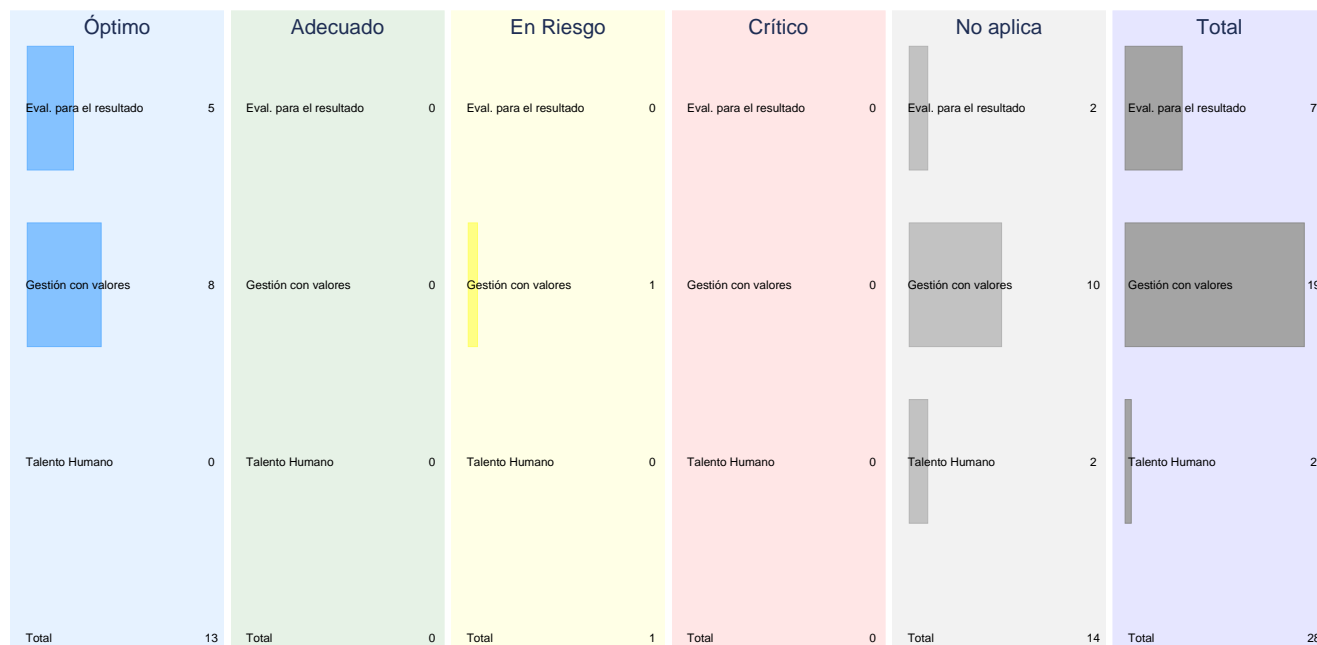 Óptimo Adecuado En Riesgo Crítico No aplica Total
Eval. para el resultado 5 Eval. para el resultado 0 Eval. para el resultado 0 Eval. para el resultado 0 Eval. para el resultado 2 Eval. para el resultado 7
Gestión con valores 8 Gestión con valores 0 Gestión con valores 1 Gestión con valores 0 Gestión con valores 10 Gestión con valores 19
Talento Humano 0 Talento Humano 0 Talento Humano 0 Talento Humano 0 Talento Humano 2 Talento Humano 2
Total 13 Total 0 Total 1 Total 0 Total 14 Total 28